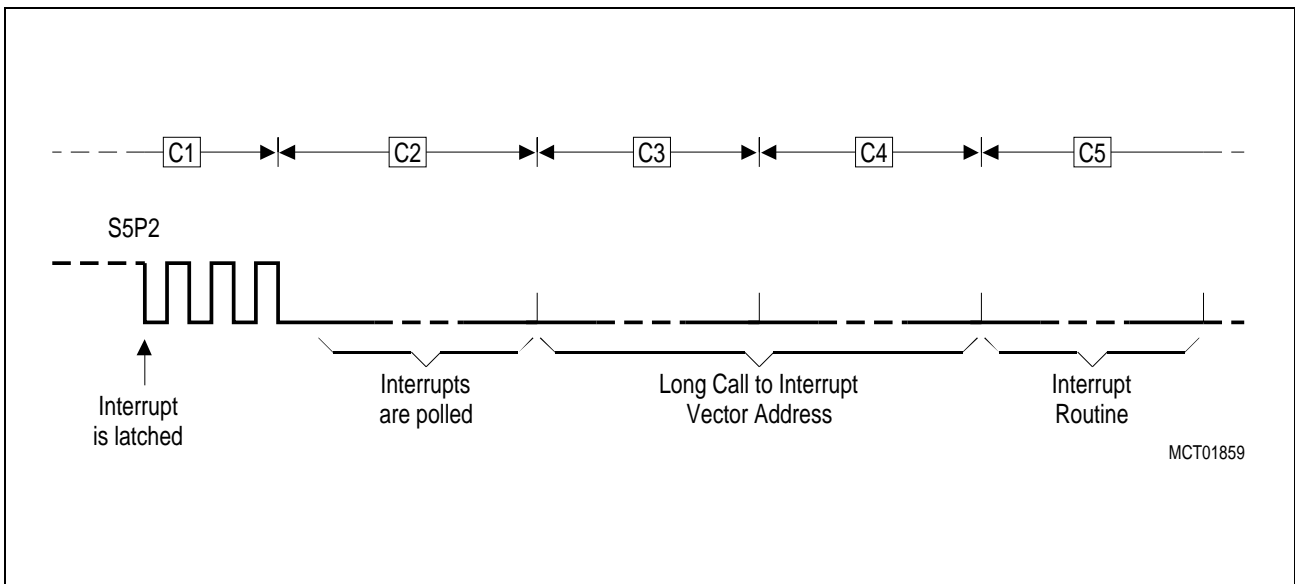 C1 C2 C3 C4 C5
S5P2
Interrupt
is latched
Interrupts
are polled
Long Call to Interrupt
Vector Address
Interrupt
Routine
MCT01859